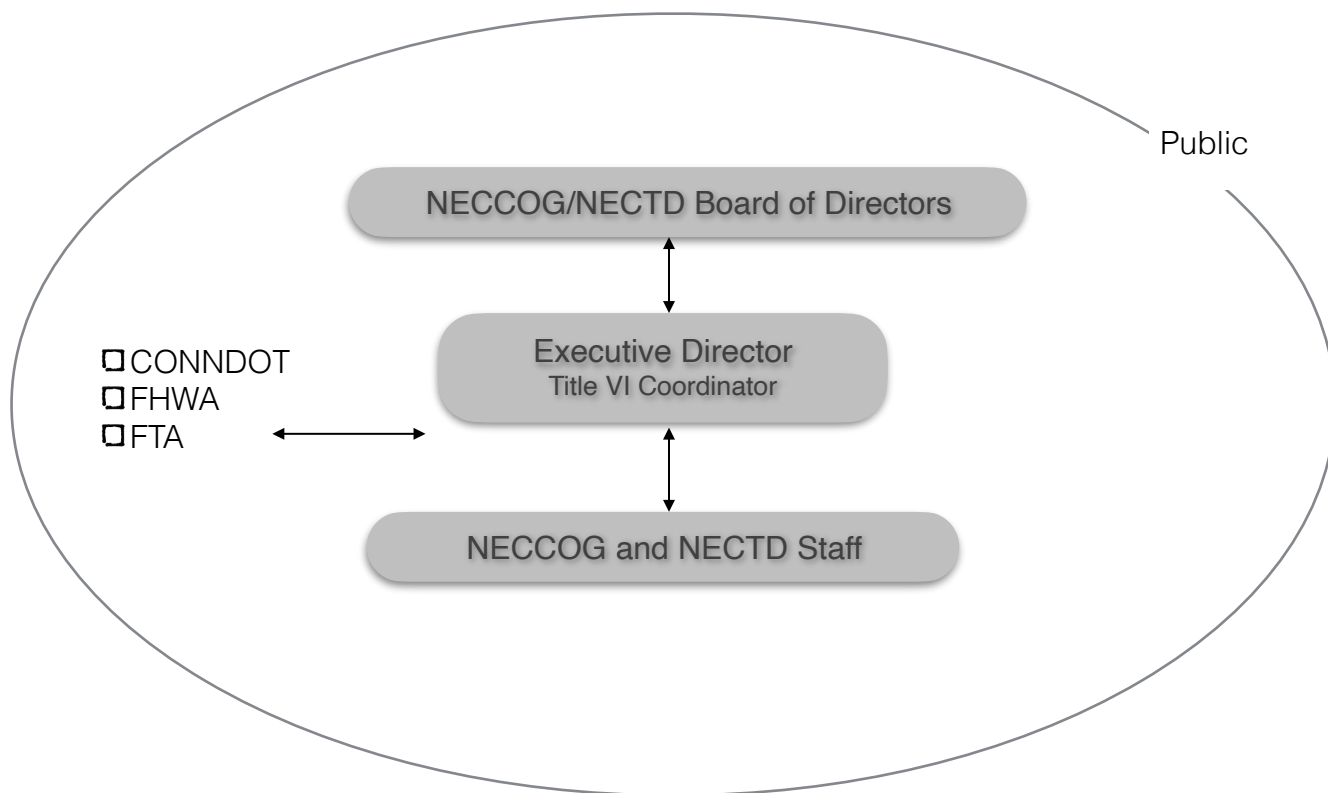 Public
NECCOG/NECTD Board of Directors
Executive Director
Title VI Coordinator
CONNDOT
FHWA
FTA
NECCOG and NECTD Staff